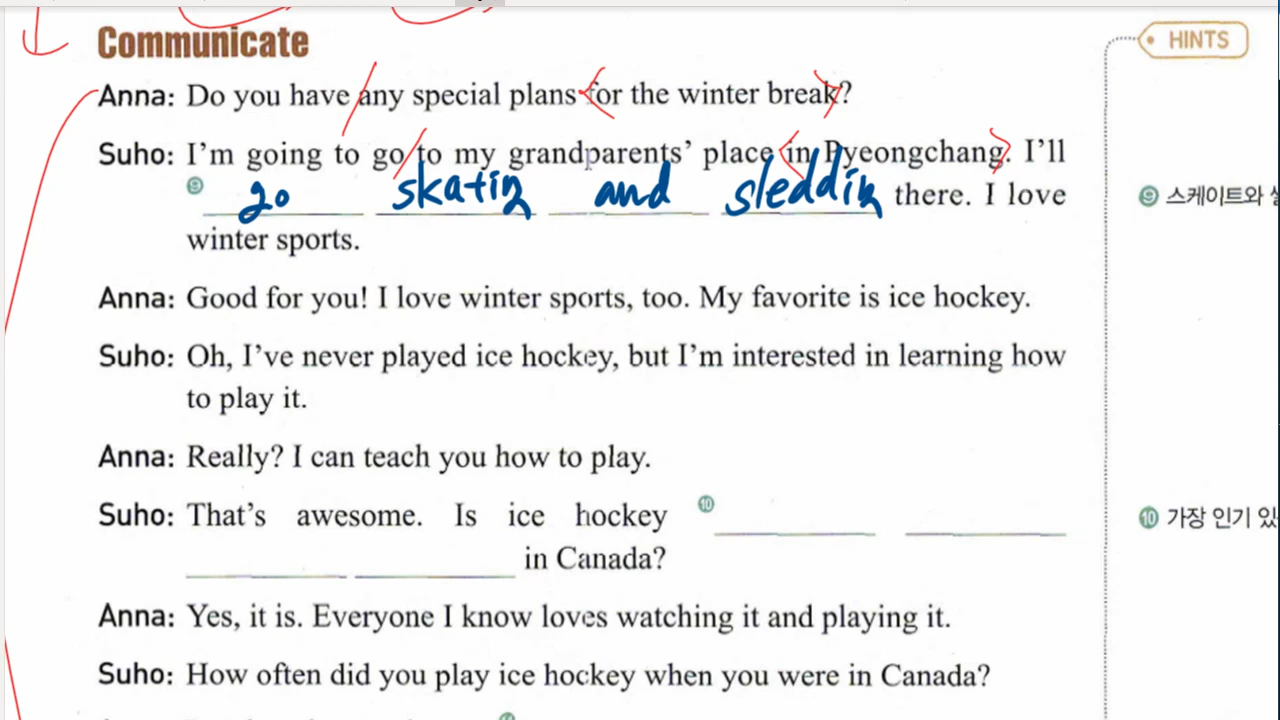 Communicate
HINTS
Anna: Do you have any special plans for the winter break?
Suho: I'm going to go to my grandparents' place in Pyeongchang. I'll
⑨ go skating and sledding there. I love
winter sports.
⑨ 스케이트와
Anna: Good for you! I love winter sports, too. My favorite is ice hockey.
Suho: Oh, I've never played ice hockey, but I'm interested in learning how
to play it.
Anna: Really? I can teach you how to play.
Suho: That's awesome. Is ice hockey ⑩
in Canada?
⑩ 가장 인기 있
Anna: Yes, it is. Everyone I know loves watching it and playing it.
Suho: How often did you play ice hockey when you were in Canada?